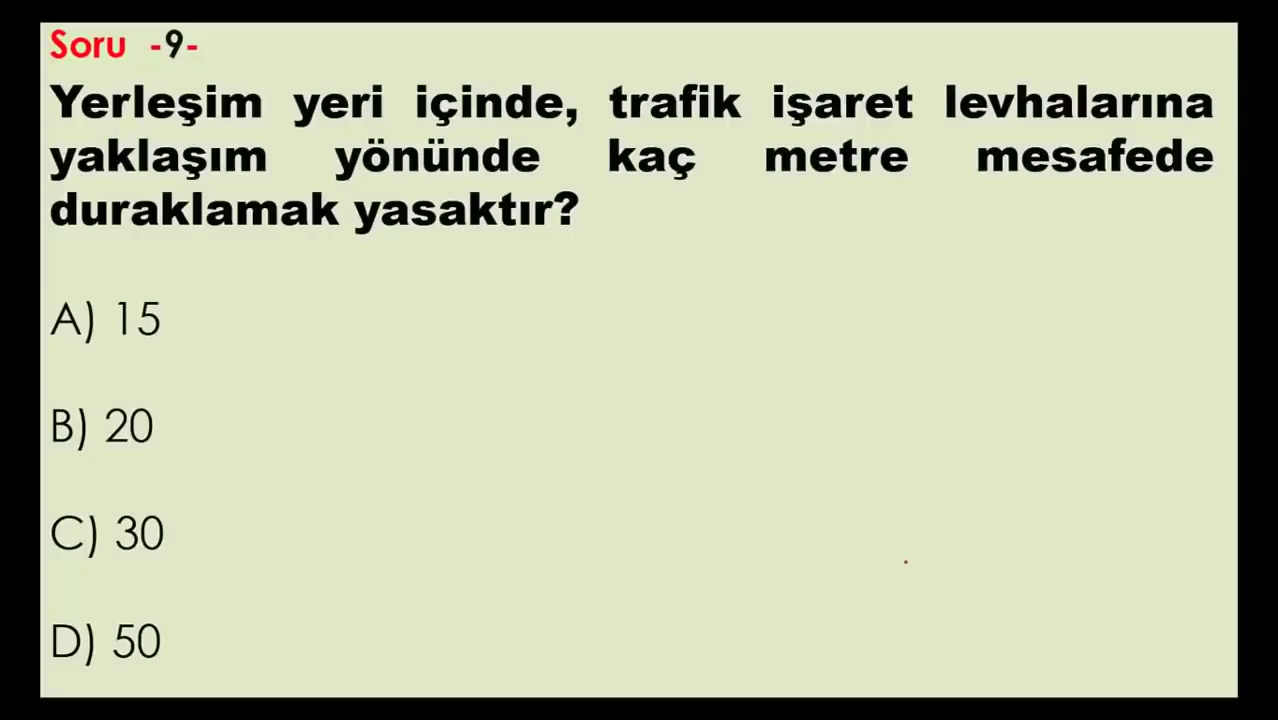 Soru -9-
Yerleşim yeri içinde, trafik işaret levhalarına
yaklaşım yönünde kaç metre mesafede
duraklamak yasaktır?
A) 15
B) 20
C) 30
D) 50